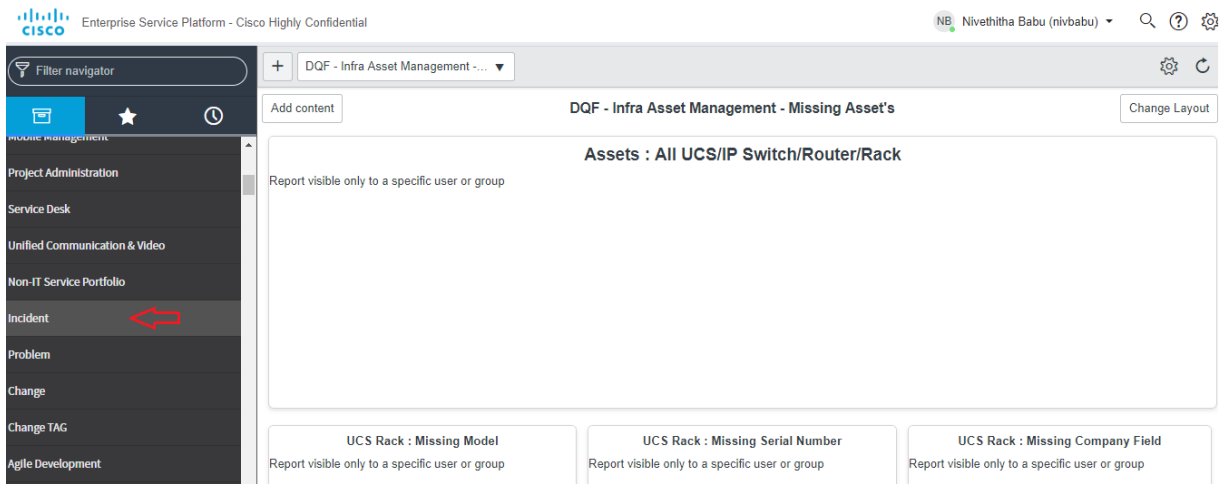 CISCO
Enterprise Service Platform - Cisco Highly Confidential
NB Nivethitha Babu (nivbabu)
Filter navigator
DQF - Infra Asset Management -...
Add content
DQF - Infra Asset Management - Missing Asset's
Change Layout
Mobile Management
Project Administration
Service Desk
Unified Communication & Video
Non-IT Service Portfolio
Incident
Problem
Change
Change TAG
Agile Development
Assets : All UCS/IP Switch/Router/Rack
Report visible only to a specific user or group
UCS Rack : Missing Model
Report visible only to a specific user or group
UCS Rack : Missing Serial Number
Report visible only to a specific user or group
UCS Rack : Missing Company Field
Report visible only to a specific user or group